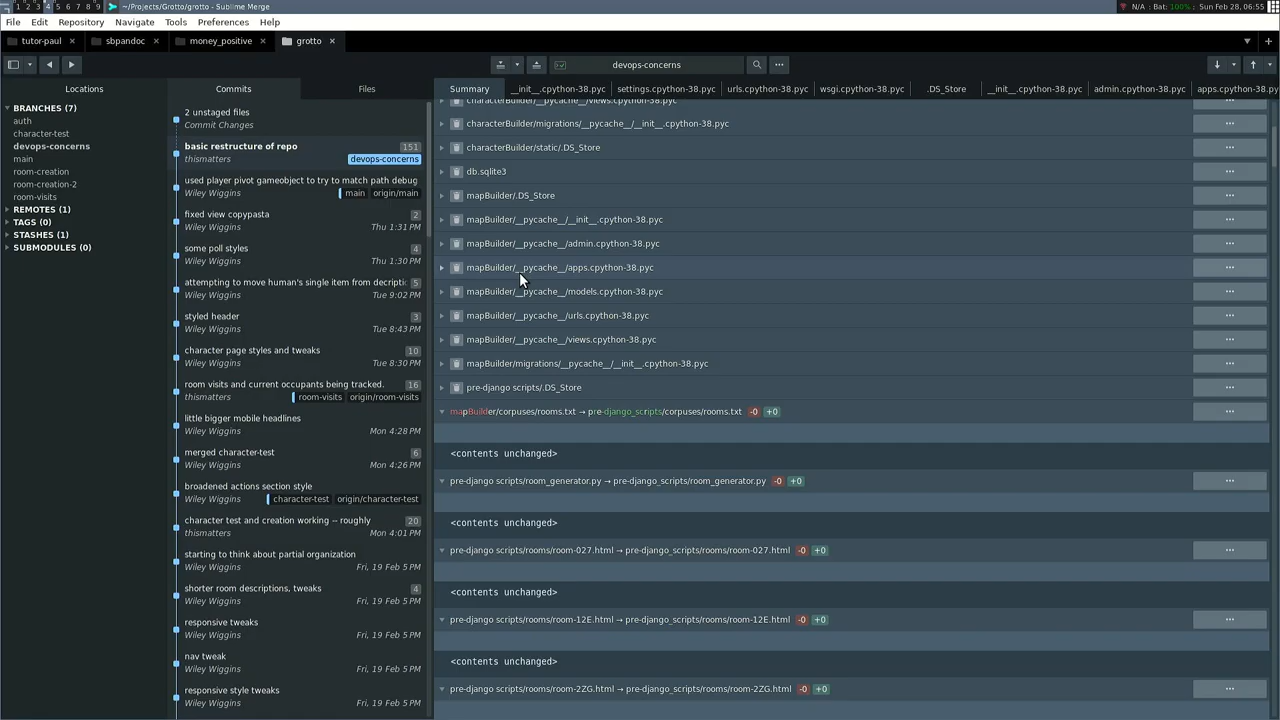 1 2 3 4 5 6 7 8 9 ~/Projects/Grotto/grotto - Sublime Merge N/A : Bat: 100% ; Sun Feb 28, 06:55
File Edit Repository Navigate Tools Preferences Help
tutor-paul sbpandoc money_positive grotto
devops-concerns
Locations
BRANCHES (7)
auth
character-test
devops-concerns
main
room-creation
room-creation-2
room-visits
REMOTES (1)
TAGS (0)
STASHES (1)
SUBMODULES (0)
Commits Files
2 unstaged files
Commit Changes
basic restructure of repo 151
thismatters devops-concerns
used player pivot gameobject to try to match path debug
Wiley Wiggins main origin/main
fixed view copypasta 2
Wiley Wiggins Thu 1:31 PM
some poll styles 4
Wiley Wiggins Thu 1:30 PM
attempting to move human's single item from decriptic 5
Wiley Wiggins Tue 9:02 PM
styled header 3
Wiley Wiggins Tue 8:43 PM
character page styles and tweaks 10
Wiley Wiggins Tue 8:30 PM
room visits and current occupants being tracked. 16
thismatters room-visits origin/room-visits
little bigger mobile headlines
Wiley Wiggins Mon 4:28 PM
merged character-test 6
Wiley Wiggins Mon 4:26 PM
broadened actions section style
Wiley Wiggins character-test origin/character-test
character test and creation working -- roughly 20
thismatters Mon 4:01 PM
starting to think about partial organization
Wiley Wiggins Fri, 19 Feb 5 PM
shorter room descriptions, tweaks 4
Wiley Wiggins Fri, 19 Feb 5 PM
responsive tweaks
Wiley Wiggins Fri, 19 Feb 5 PM
nav tweak
Wiley Wiggins Fri, 19 Feb 5 PM
responsive style tweaks
Wiley Wiggins Fri, 19 Feb 5 PM
Summary __init__.cpython-38.pyc settings.cpython-38.pyc urls.cpython-38.pyc wsgi.cpython-38.pyc .DS_Store __init__.cpython-38.pyc admin.cpython-38.pyc apps.cpython-38.py
characterBuilder/__pycache__/views.cpython-38.pyc
characterBuilder/migrations/__pycache__/__init__.cpython-38.pyc
characterBuilder/static/.DS_Store
db.sqlite3
mapBuilder/.DS_Store
mapBuilder/__pycache__/__init__.cpython-38.pyc
mapBuilder/__pycache__/admin.cpython-38.pyc
mapBuilder/__pycache__/apps.cpython-38.pyc
mapBuilder/__pycache__/models.cpython-38.pyc
mapBuilder/__pycache__/urls.cpython-38.pyc
mapBuilder/__pycache__/views.cpython-38.pyc
mapBuilder/migrations/__pycache__/__init__.cpython-38.pyc
pre-django scripts/.DS_Store
mapBuilder/corpuses/rooms.txt → pre-django_scripts/corpuses/rooms.txt -0 +0
<contents unchanged>
pre-django scripts/room_generator.py → pre-django_scripts/room_generator.py -0 +0
<contents unchanged>
pre-django scripts/rooms/room-027.html → pre-django_scripts/rooms/room-027.html -0 +0
<contents unchanged>
pre-django scripts/rooms/room-12E.html → pre-django_scripts/rooms/room-12E.html -0 +0
<contents unchanged>
pre-django scripts/rooms/room-2ZG.html → pre-django_scripts/rooms/room-2ZG.html -0 +0